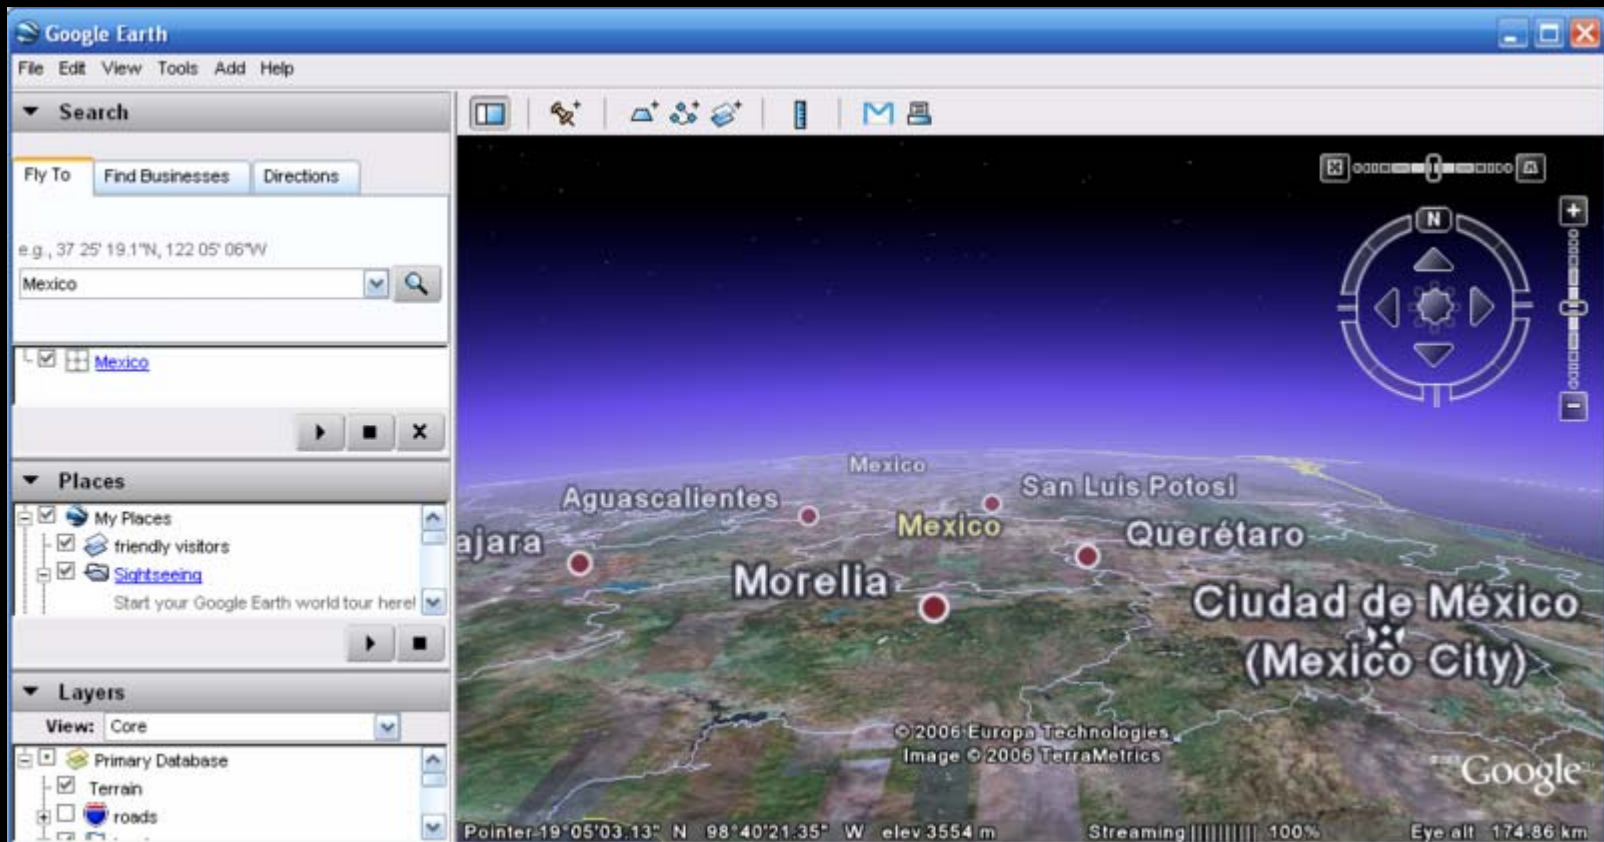 Google Earth
File Edit View Tools Add Help
Search
Fly To
Find Businesses
Directions
e.g., 37 25' 19.1"N, 122 05' 06"W
Mexico
Mexico
Places
My Places
friendly visitors
Sightseeing
Start your Google Earth world tour here!
Layers
View: Core
Primary Database
Terrain
roads
N
Mexico
Aguascalientes
San Luis Potosi
Mexico
ajara
Querétaro
Morelia
Ciudad de México
(Mexico City)
© 2006 Europa Technologies
Image © 2006 TerraMetrics
Google
Pointer 19°05'03.13" N 98°40'21.35" W elev 3554 m
Streaming |||||||||| 100%
Eye alt 174.86 km